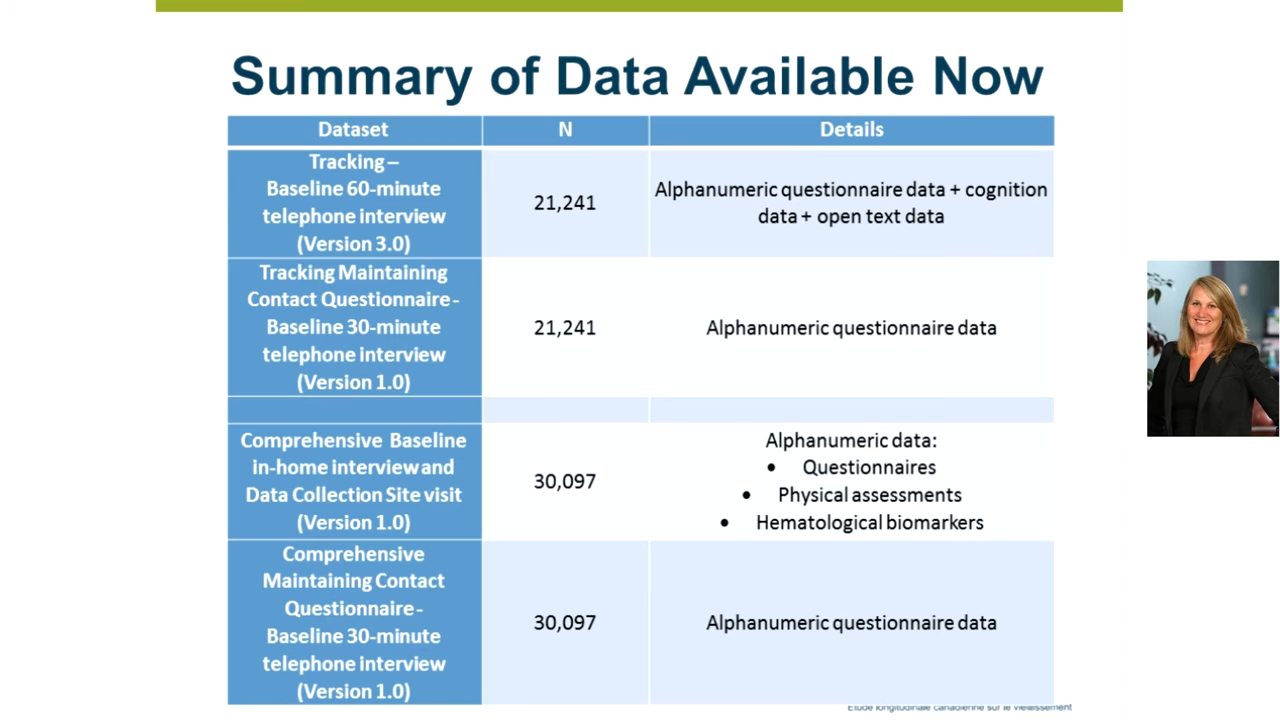 Summary of Data Available Now
Dataset
N
Details
Tracking –
Baseline 60-minute
telephone interview
(Version 3.0)
21,241
Alphanumeric questionnaire data + cognition
data + open text data
Tracking Maintaining
Contact Questionnaire -
Baseline 30-minute
telephone interview
(Version 1.0)
21,241
Alphanumeric questionnaire data
Comprehensive Baseline
in-home interview and
Data Collection Site visit
(Version 1.0)
30,097
Alphanumeric data:
• Questionnaires
• Physical assessments
• Hematological biomarkers
Comprehensive
Maintaining Contact
Questionnaire -
Baseline 30-minute
telephone interview
(Version 1.0)
30,097
Alphanumeric questionnaire data
Étude longitudinale canadienne sur le vieillissement